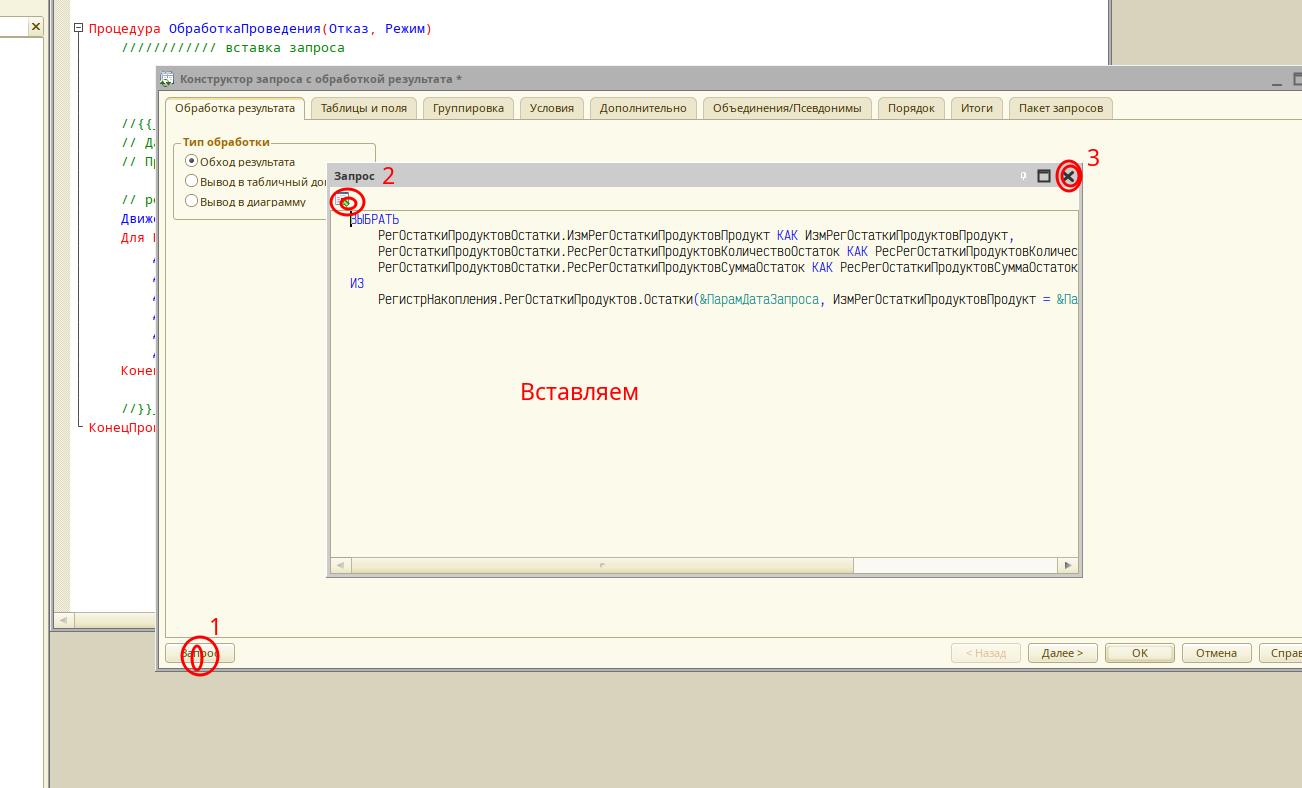 Процедура ОбработкаПроведения(Отказ, Режим)
//////////// вставка запроса
Конструктор запроса с обработкой результата *
Обработка результата Таблицы и поля Группировка Условия Дополнительно Объединения/Псевдонимы Порядок Итоги Пакет запросов
//{{
Тип обработки
Обход результата
Вывод в табличный
Вывод в диаграмму
Движе
Для
Конец
//}}
КонецПро
Запрос 2
3
ВЫБРАТЬ
РегОстаткиПродуктовОстатки.ИзмРегОстаткиПродуктовПродукт КАК ИзмРегОстаткиПродуктовПродукт,
РегОстаткиПродуктовОстатки.РесРегОстаткиПродуктовКоличествоОстаток КАК РесРегОстаткиПродуктовКоличес
РегОстаткиПродуктовОстатки.РесРегОстаткиПродуктовСуммаОстаток КАК РесРегОстаткиПродуктовСуммаОстаток
ИЗ
РегистрНакопления.РегОстаткиПродуктов.Остатки(&ПарамДатаЗапроса, ИзмРегОстаткиПродуктовПродукт = &Па
Вставляем
1
Запрос < Назад Далее > OK Отмена Справ